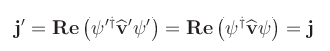 𝐣′ = 𝐑𝐞 (ψ′†𝐯̂′ψ′) = 𝐑𝐞 (ψ†𝐯̂ψ) = 𝐣